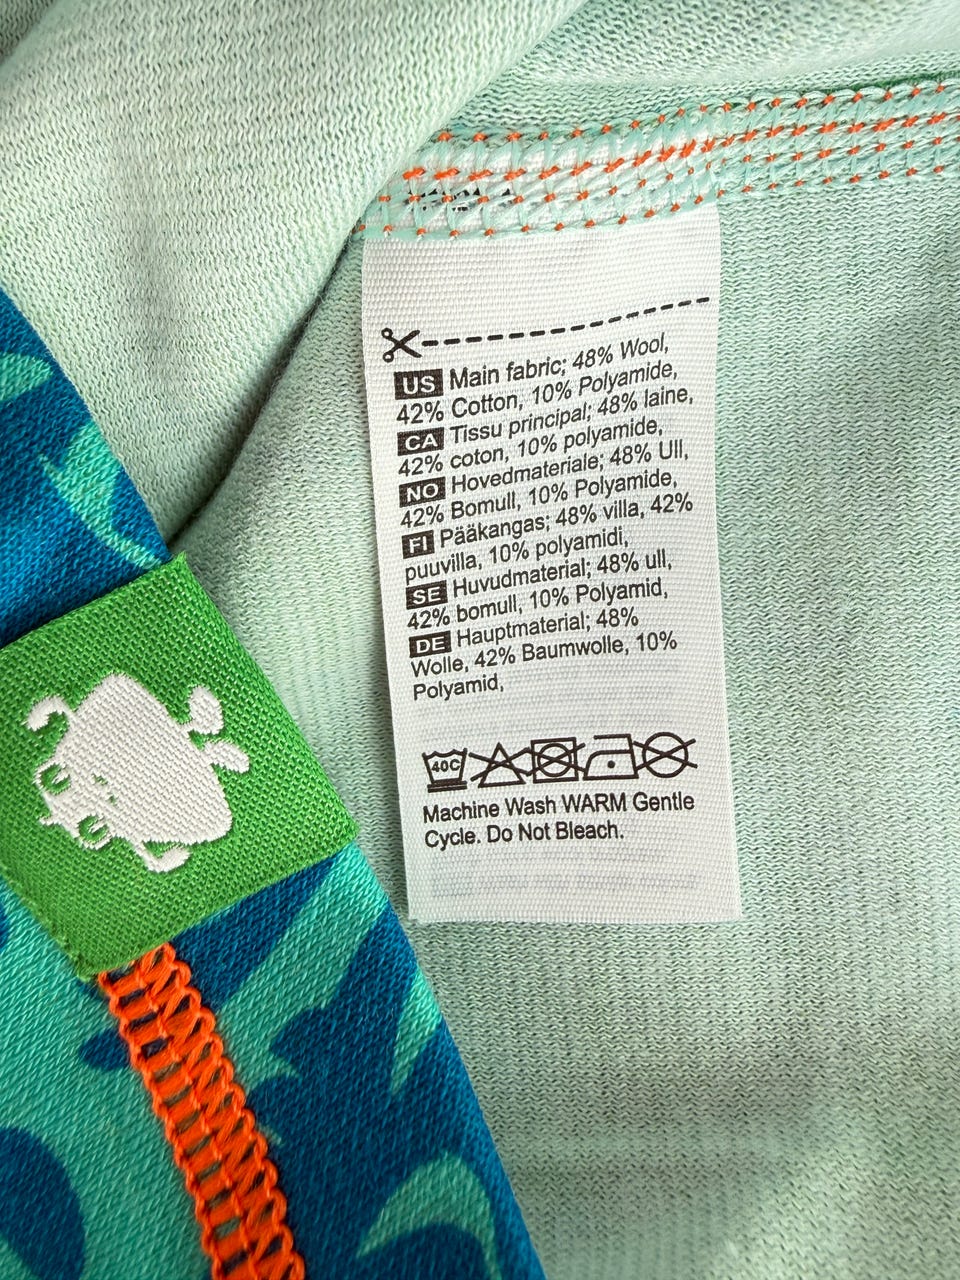 US Main fabric; 48% Wool,
42% Cotton, 10% Polyamide,
CA Tissu principal; 48% laine,
42% coton, 10% polyamide,
NO Hovedmateriale; 48% Ull,
42% Bomull, 10% Polyamide,
FI Pääkangas; 48% villa, 42%
puuvilla, 10% polyamidi,
SE Huvudmaterial; 48% ull,
42% bomull, 10% Polyamid,
DE Hauptmaterial; 48%
Wolle, 42% Baumwolle, 10%
Polyamid,
40C
Machine Wash WARM Gentle
Cycle. Do Not Bleach.